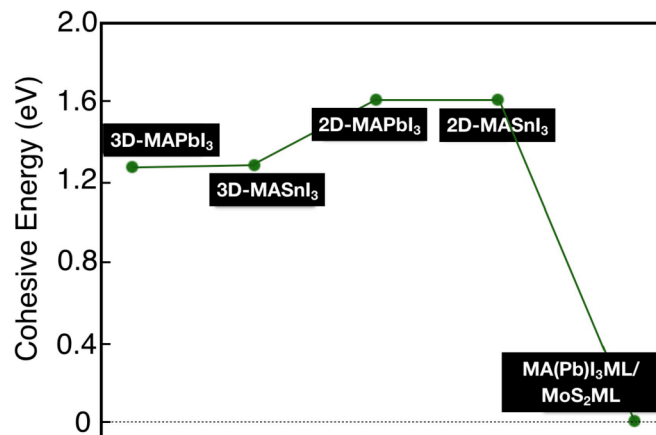 2.0
1.6
1.2
0.8
0.4
0
Cohesive Energy (eV)
3D-MAPbI₃
3D-MASnI₃
2D-MAPbI₃
2D-MASnI₃
MA(Pb)I₃ML/
MoS₂ML